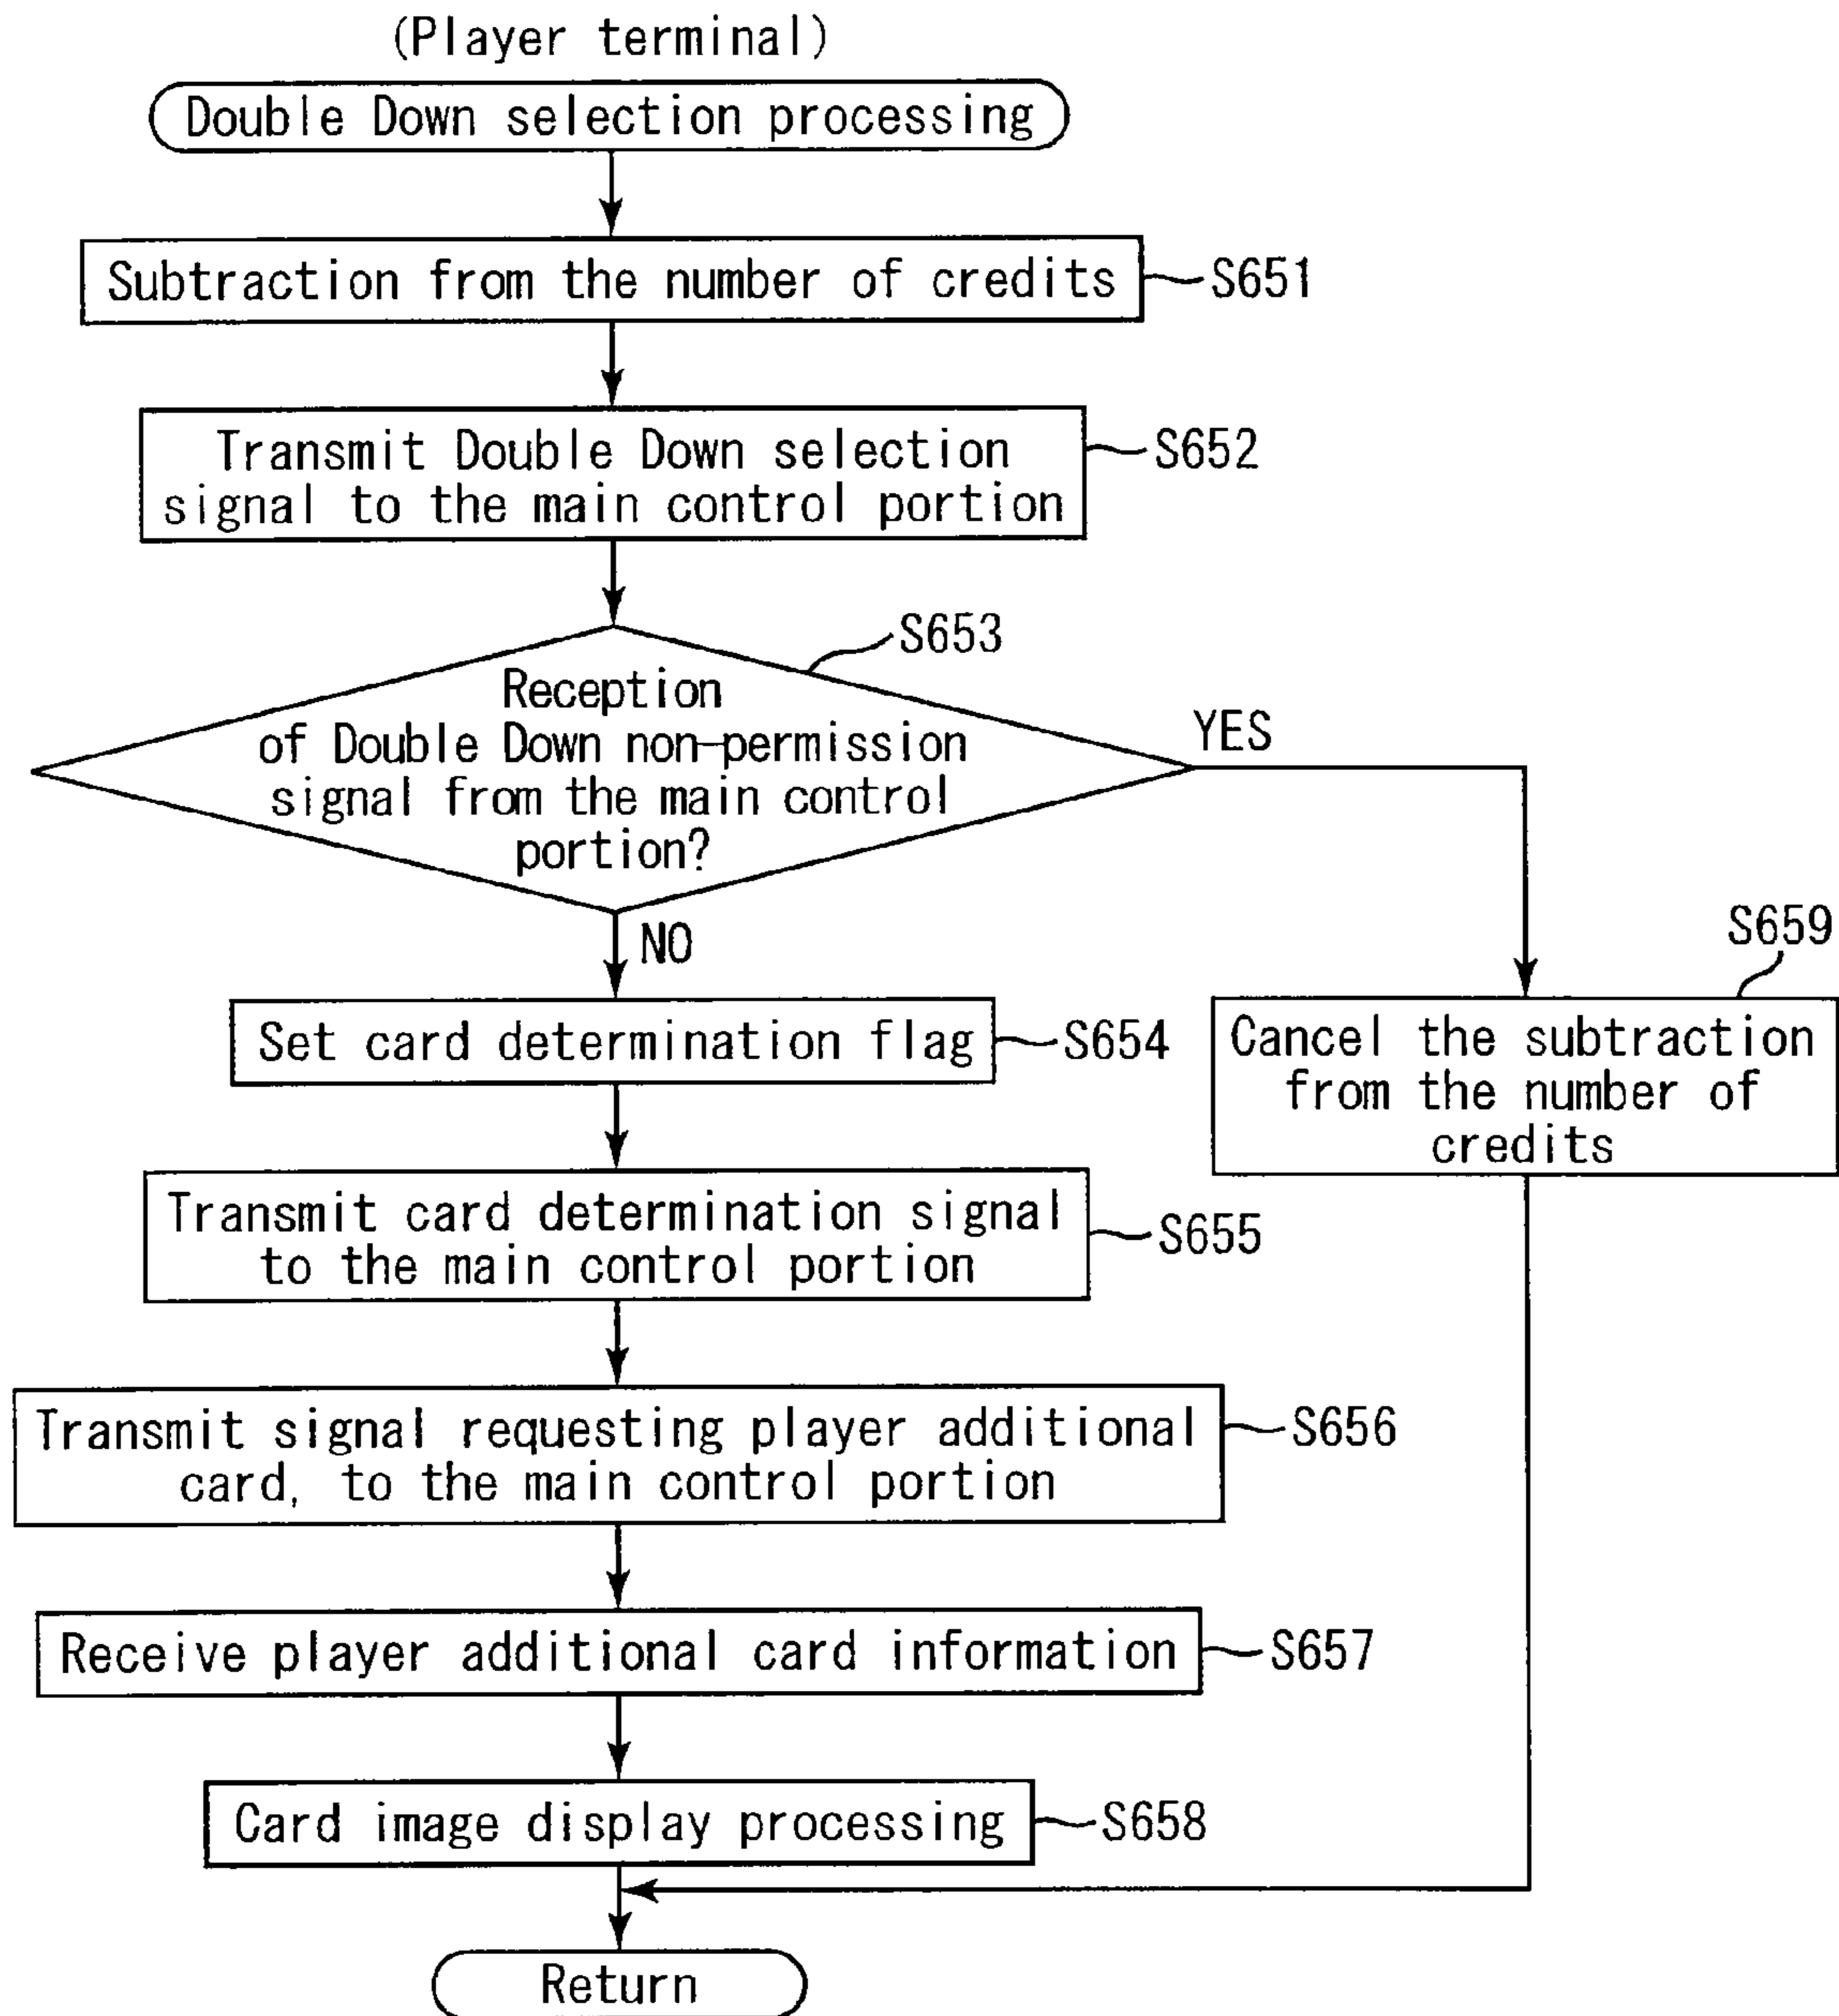 (Player terminal)
Double Down selection processing
Subtraction from the number of credits
S651
Transmit Double Down selection
signal to the main control portion
S652
S653
Reception
of Double Down non-permission
signal from the main control
portion?
YES
NO
Set card determination flag
S654
S659
Cancel the subtraction
from the number of
credits
Transmit card determination signal
to the main control portion
S655
Transmit signal requesting player additional
card, to the main control portion
S656
Receive player additional card information
S657
Card image display processing
S658
Return